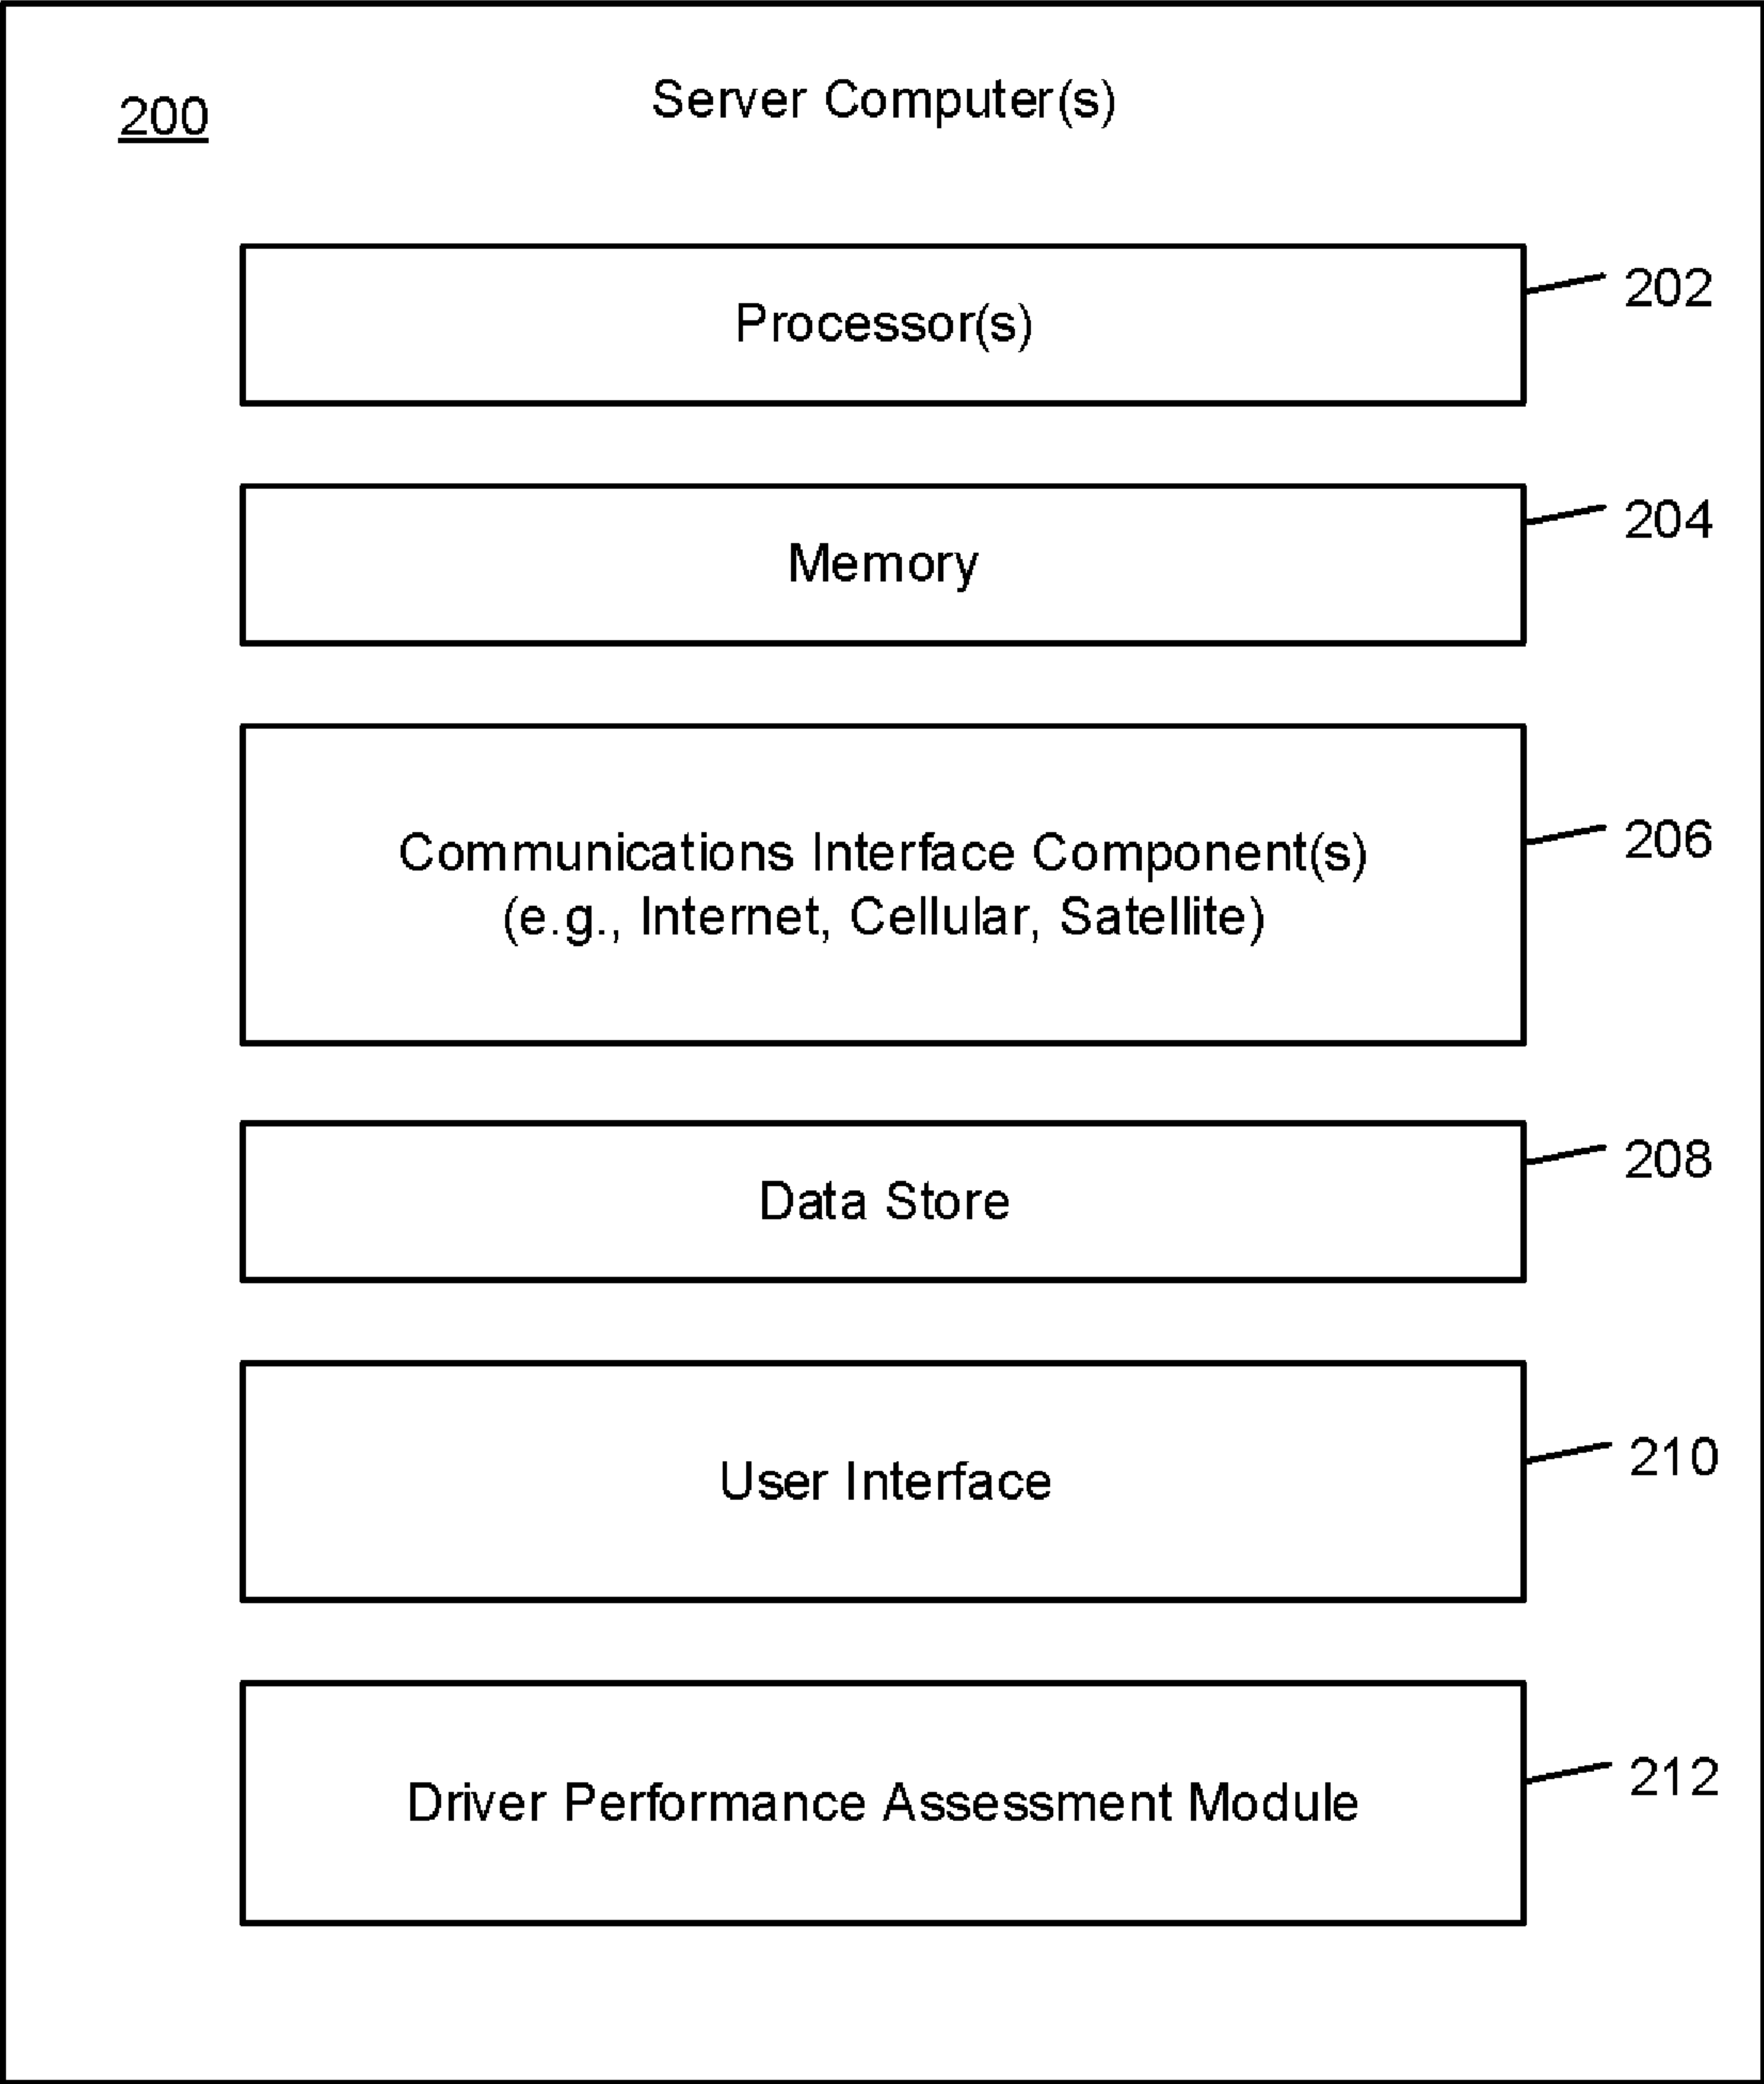 200
Server Computer(s)
Processor(s)
202
Memory
204
Communications Interface Component(s)
(e.g., Internet, Cellular, Satellite)
206
Data Store
208
User Interface
210
Driver Performance Assessment Module
212